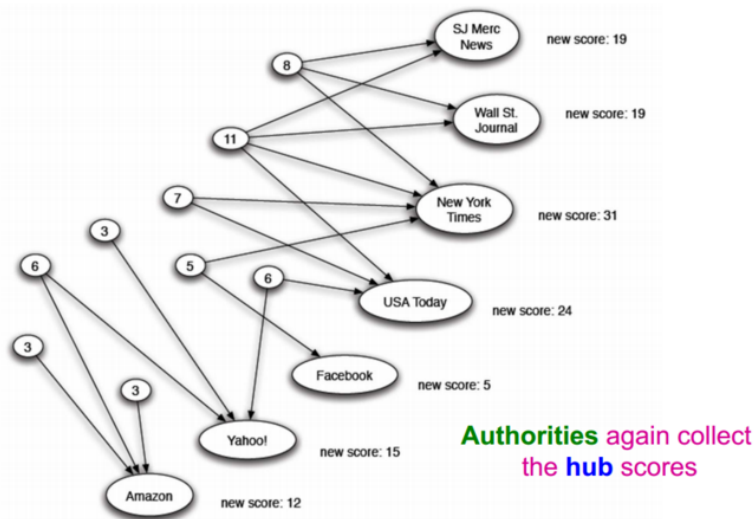 SJ Merc
News
new score: 19
8
Wall St.
Journal
new score: 19
11
7
New York
Times
new score: 31
3
6
5
6
USA Today
new score: 24
3
Facebook
new score: 5
3
Yahoo!
new score: 15
Authorities again collect
the hub scores
Amazon
new score: 12